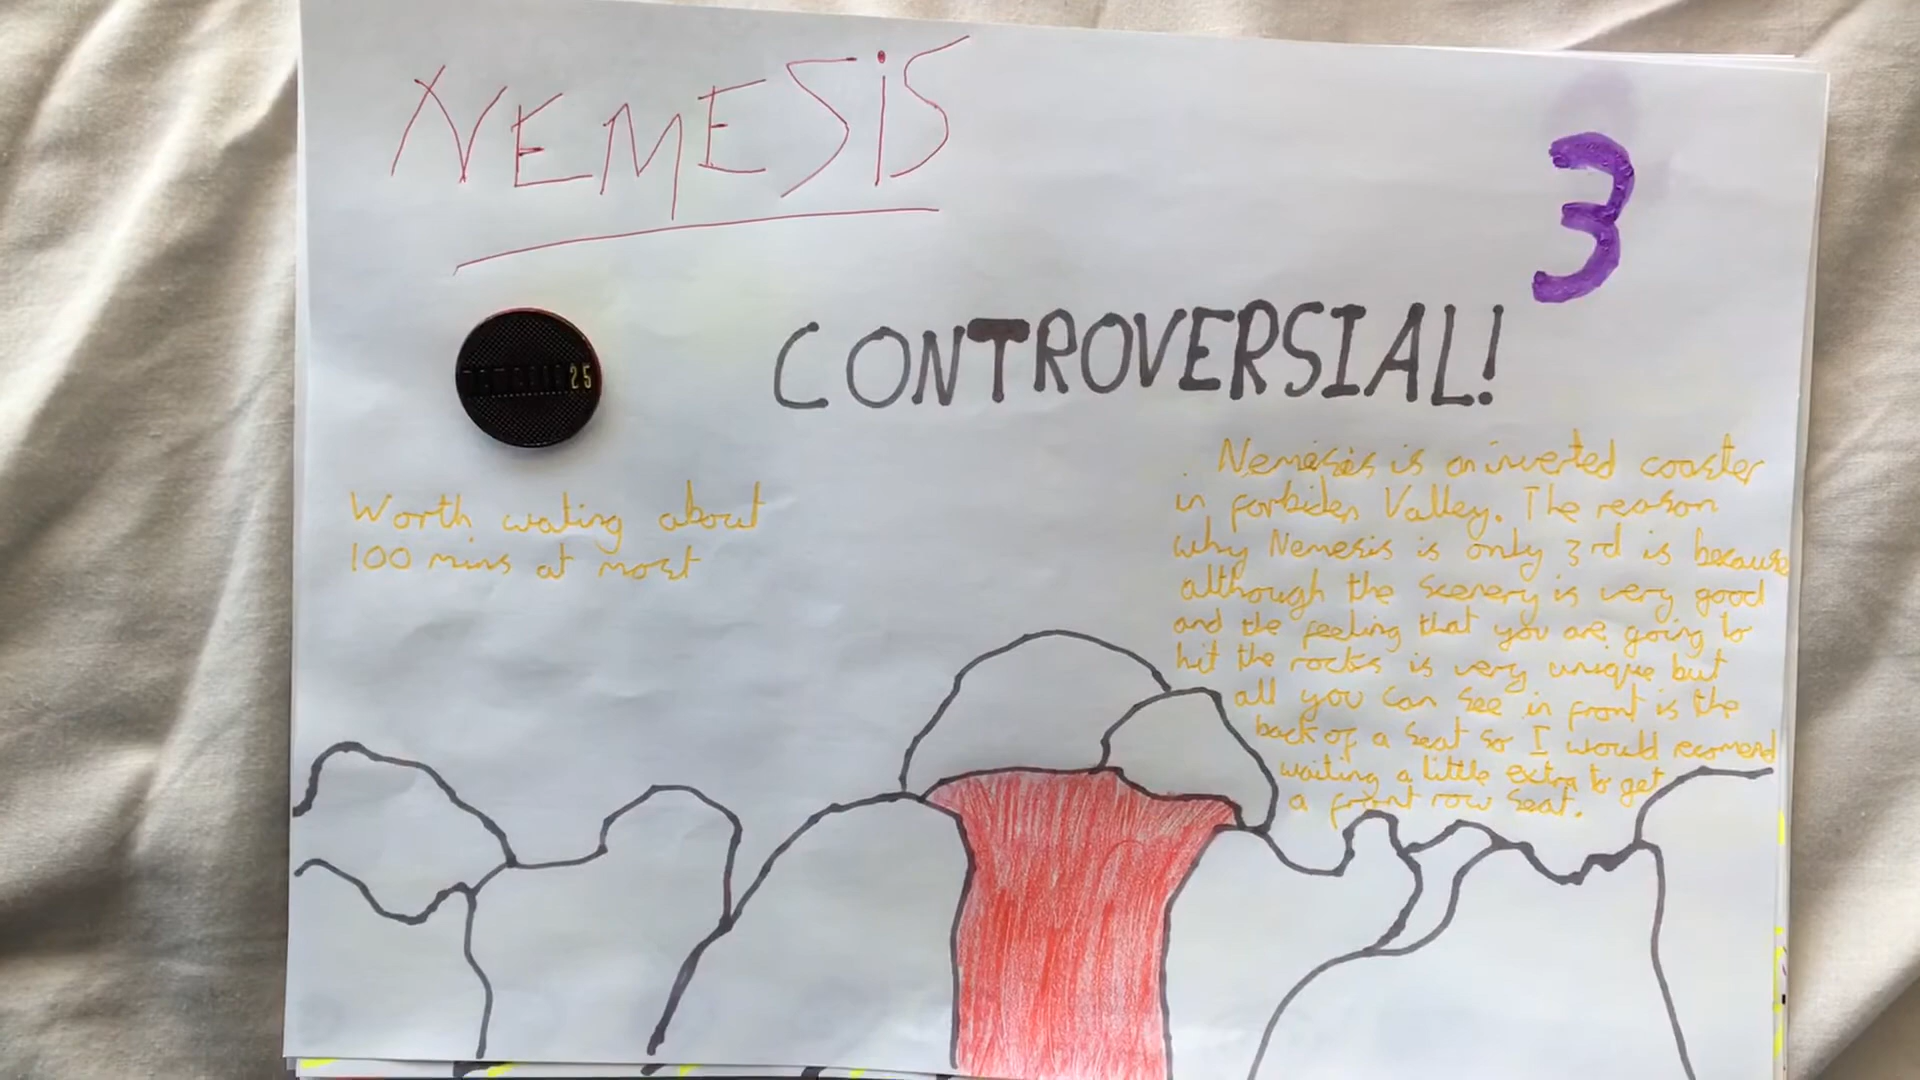 NEMESiS
3
CONTROVERSIAL!
25
Worth wating about
100 mins at most
Nemesis is an inverted coaster
in forbiden Valley. The reason
why Nemesis is only 3rd is because
although the scenery is very good
and the feeling that you are going to
hit the rocks is very unique but
all you can see in front is the
back of a seat so I would recomend
waiting a little extra to get
a front row seat.